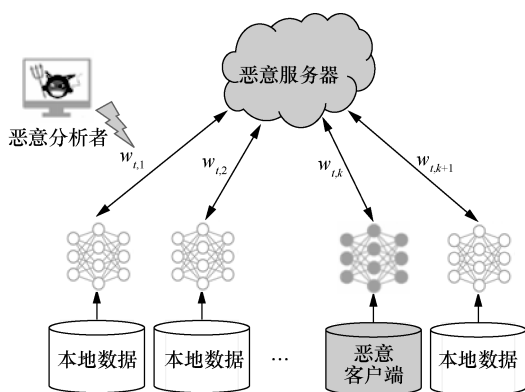 恶意服务器
恶意分析者
w_{t,1}
w_{t,2}
w_{t,k}
w_{t,k+1}
本地数据
本地数据
...
恶意
客户端
本地数据